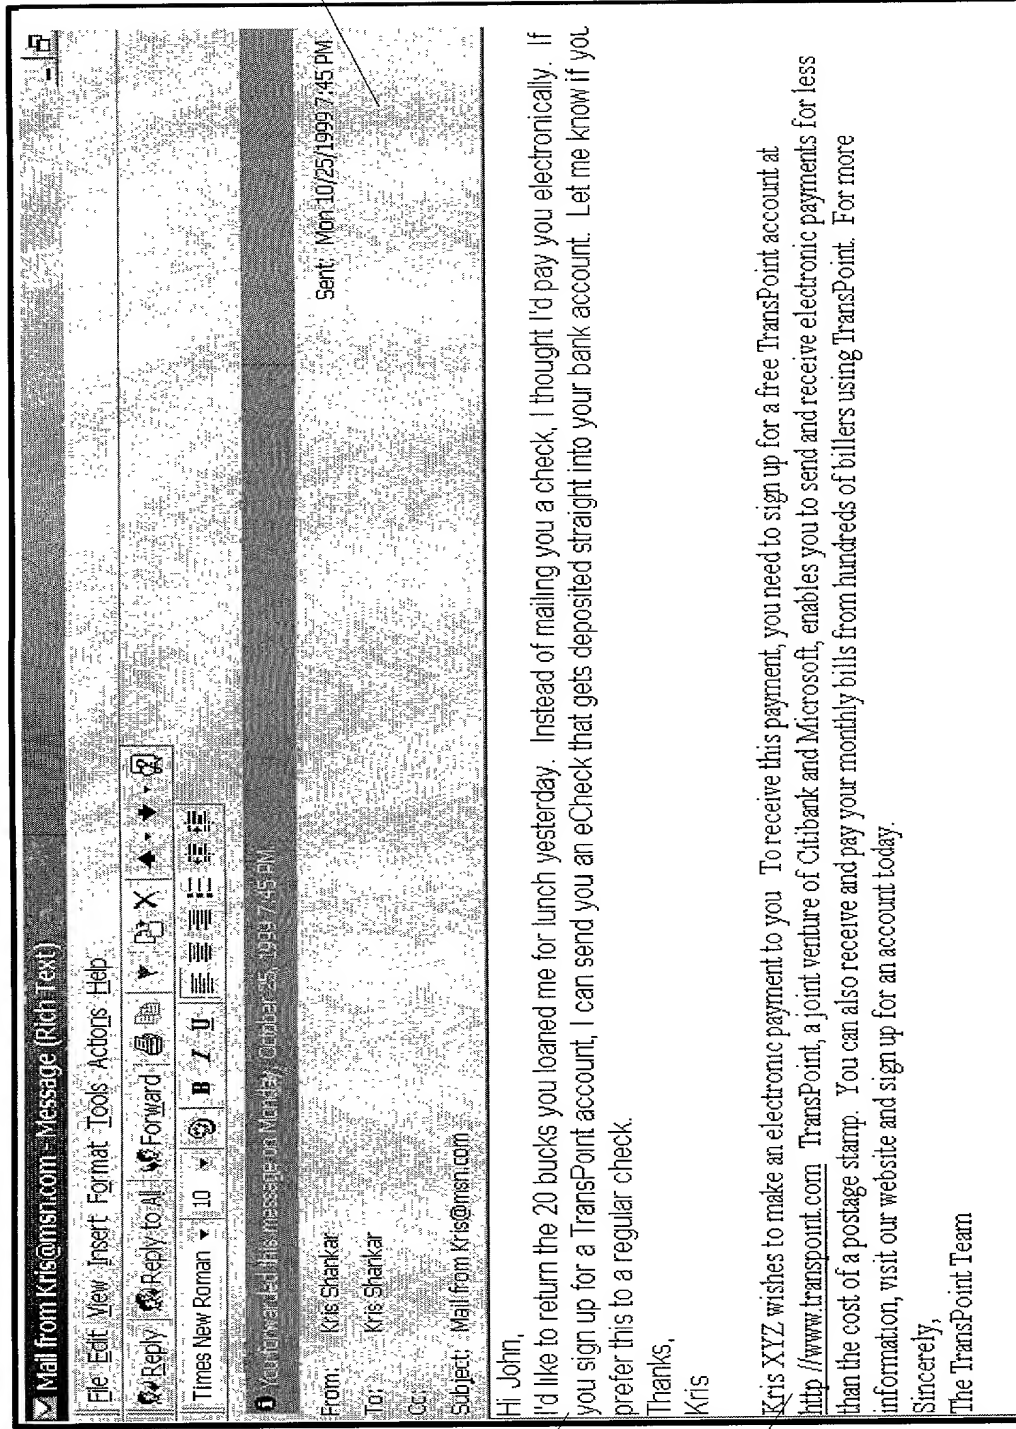 Mail from Kris@msn.com - Message (Rich Text)
File Edit View Insert Format Tools Actions Help
Reply Reply to All Forward
Times New Roman 10 B I U
You forwarded this message on Monday, October 25, 1999 7:45 PM.
From: Kris Shankar Sent: Mon 10/25/1999 7:45 PM
To: Kris Shankar
Cc:
Subject: Mail from Kris@msn.com
Hi John,
I'd like to return the 20 bucks you loaned me for lunch yesterday. Instead of mailing you a check, I thought I'd pay you electronically. If
you sign up for a TransPoint account, I can send you an eCheck that gets deposited straight into your bank account. Let me know if you
prefer this to a regular check.
Thanks,
Kris
Kris XYZ wishes to make an electronic payment to you To receive this payment, you need to sign up for a free TransPoint account at
http://www.transpoint.com TransPoint, a joint venture of Citibank and Microsoft, enables you to send and receive electronic payments for less
than the cost of a postage stamp. You can also receive and pay your monthly bills from hundreds of billers using TransPoint. For more
information, visit our website and sign up for an account today.
Sincerely,
The TransPoint Team